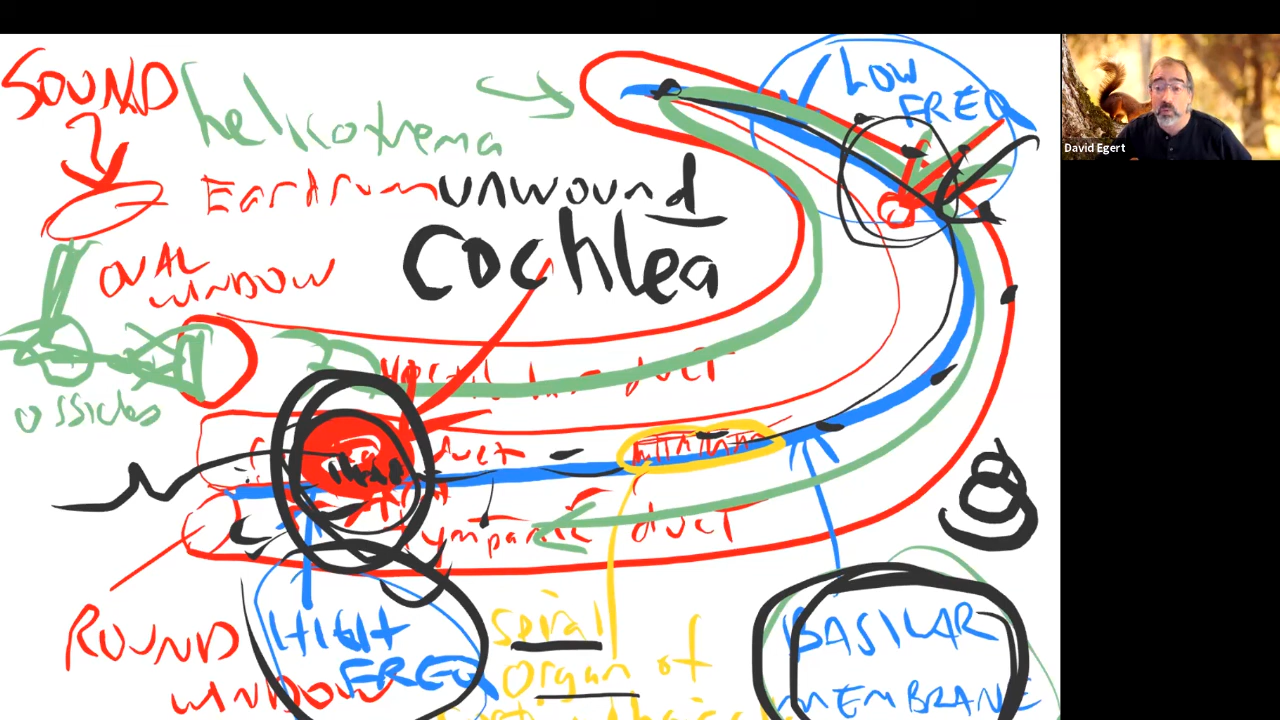 SOUND
helicotrema
LOW
FREQ
David Egert
Eardrum
unwound
cochlea
OVAL
WINDOW
ossicles
duct
duct
tympanic duct
ROUND
WINDOW
HIGH
FREQ
spiral
organ of
BASILAR
MEMBRANE